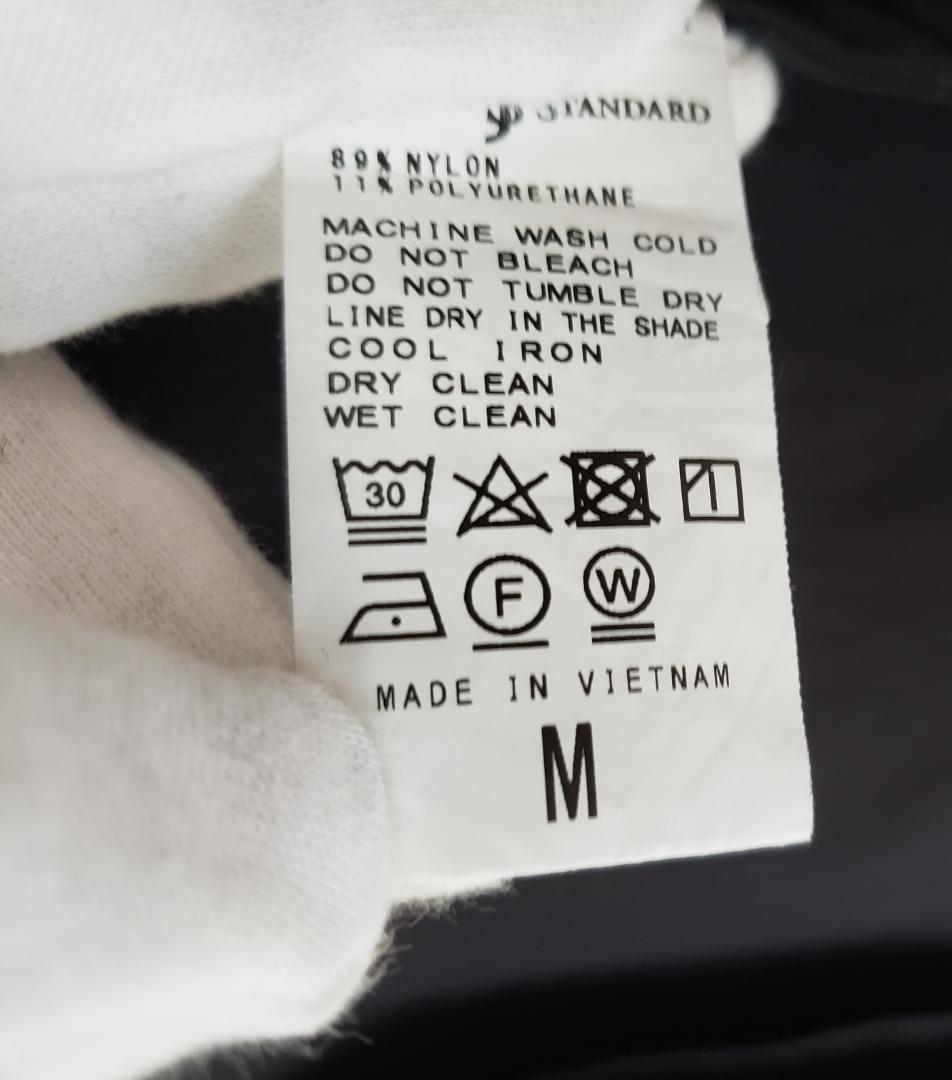 STANDARD
89% NYLON
11% POLYURETHANE
MACHINE WASH COLD
DO NOT BLEACH
DO NOT TUMBLE DRY
LINE DRY IN THE SHADE
COOL IRON
DRY CLEAN
WET CLEAN
30
F W
MADE IN VIETNAM
M